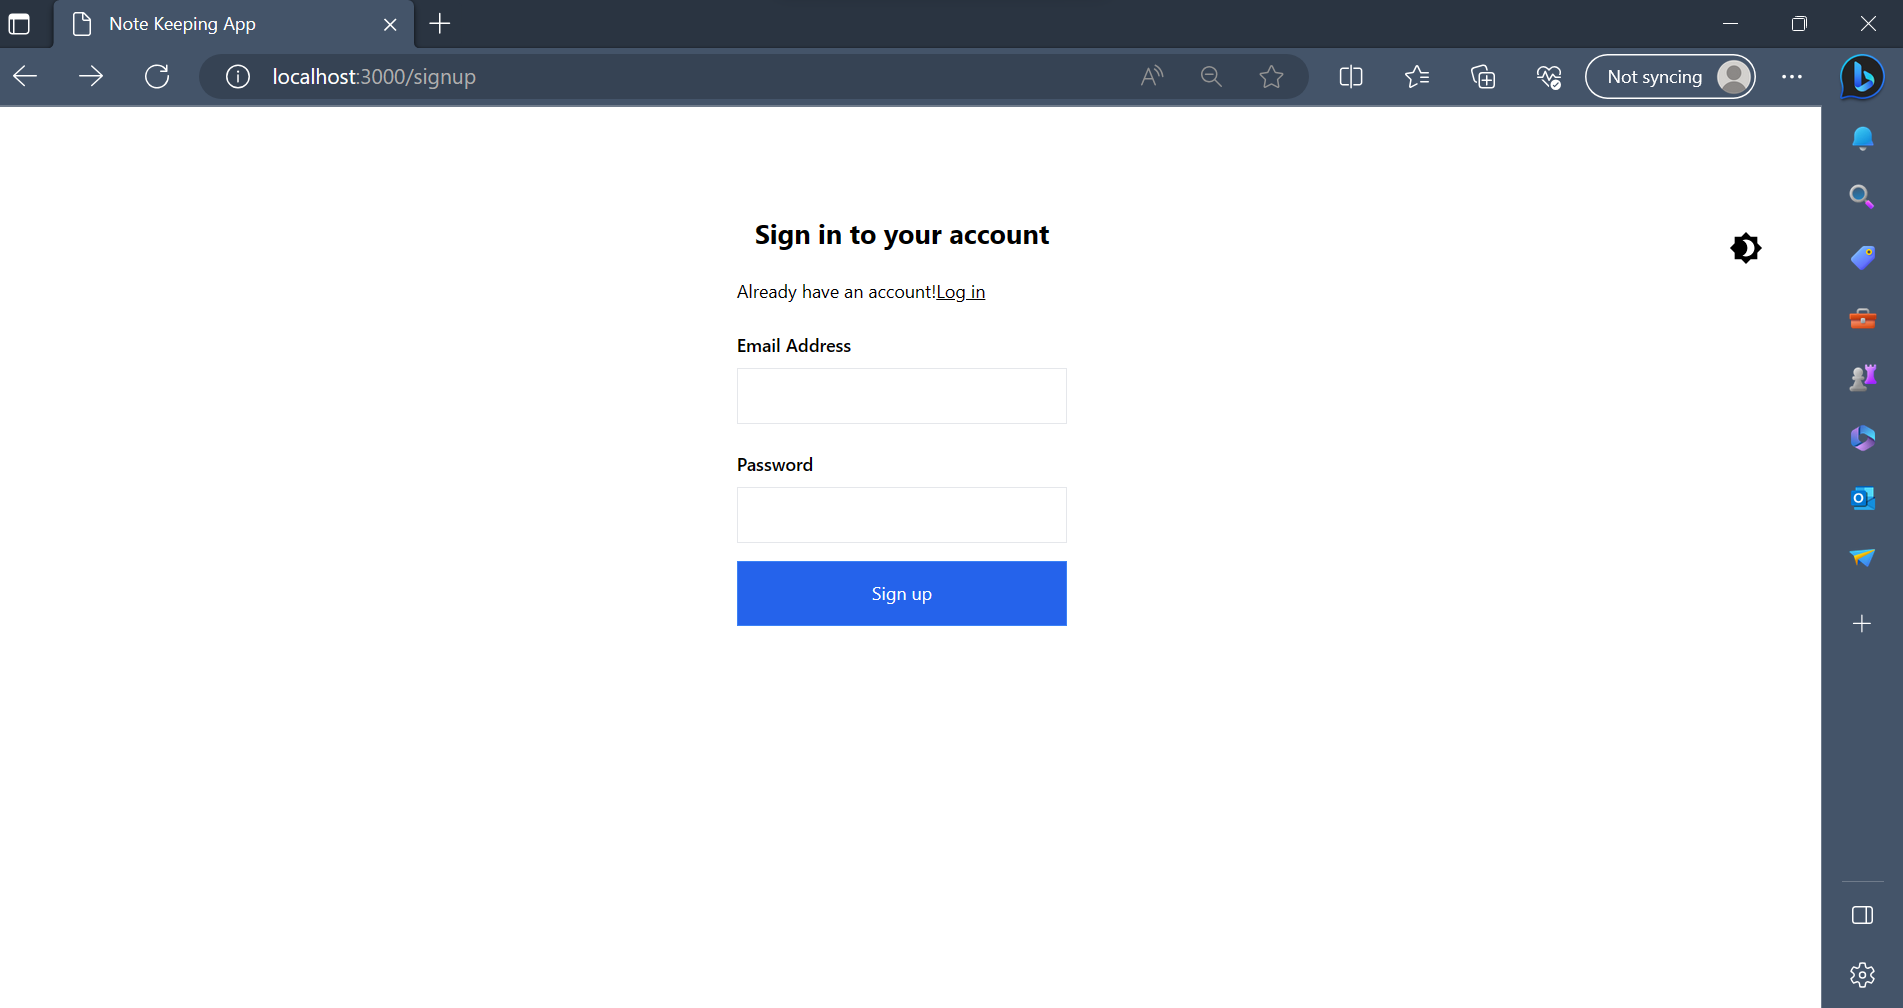 Note Keeping App
localhost:3000/signup
Not syncing
Sign in to your account
Already have an account!Log in
Email Address
Password
Sign up